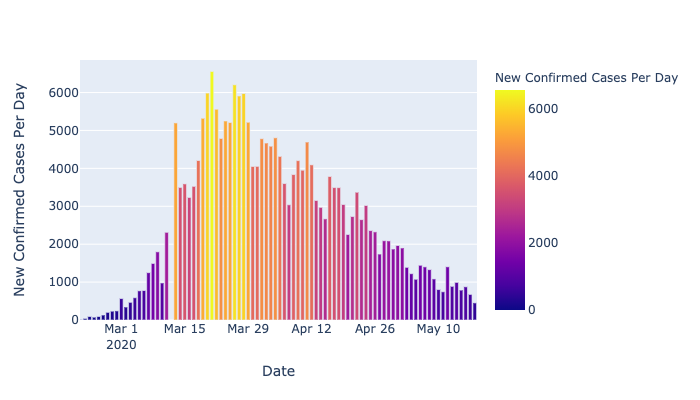 New Confirmed Cases Per Day
6000
5000
4000
3000
2000
1000
0
Mar 1
2020
Mar 15
Mar 29
Apr 12
Apr 26
May 10
Date
New Confirmed Cases Per Day
6000
4000
2000
0